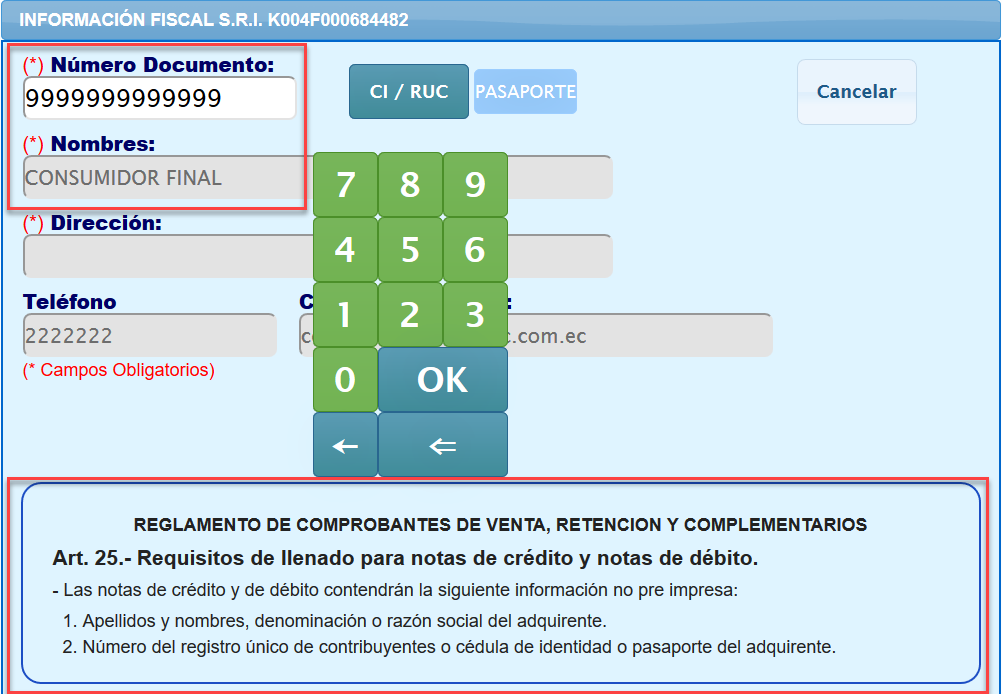 INFORMACIÓN FISCAL S.R.I. K004F000684482
(*) Número Documento:
9999999999999
CI / RUC
PASAPORTE
Cancelar
(*) Nombres:
CONSUMIDOR FINAL
7 8 9
(*) Dirección:
4 5 6
Teléfono
2222222
1 2 3
c.com.ec
(* Campos Obligatorios)
0 OK
← ⇐
REGLAMENTO DE COMPROBANTES DE VENTA, RETENCION Y COMPLEMENTARIOS
Art. 25.- Requisitos de llenado para notas de crédito y notas de débito.
- Las notas de crédito y de débito contendrán la siguiente información no pre impresa:
1. Apellidos y nombres, denominación o razón social del adquirente.
2. Número del registro único de contribuyentes o cédula de identidad o pasaporte del adquirente.